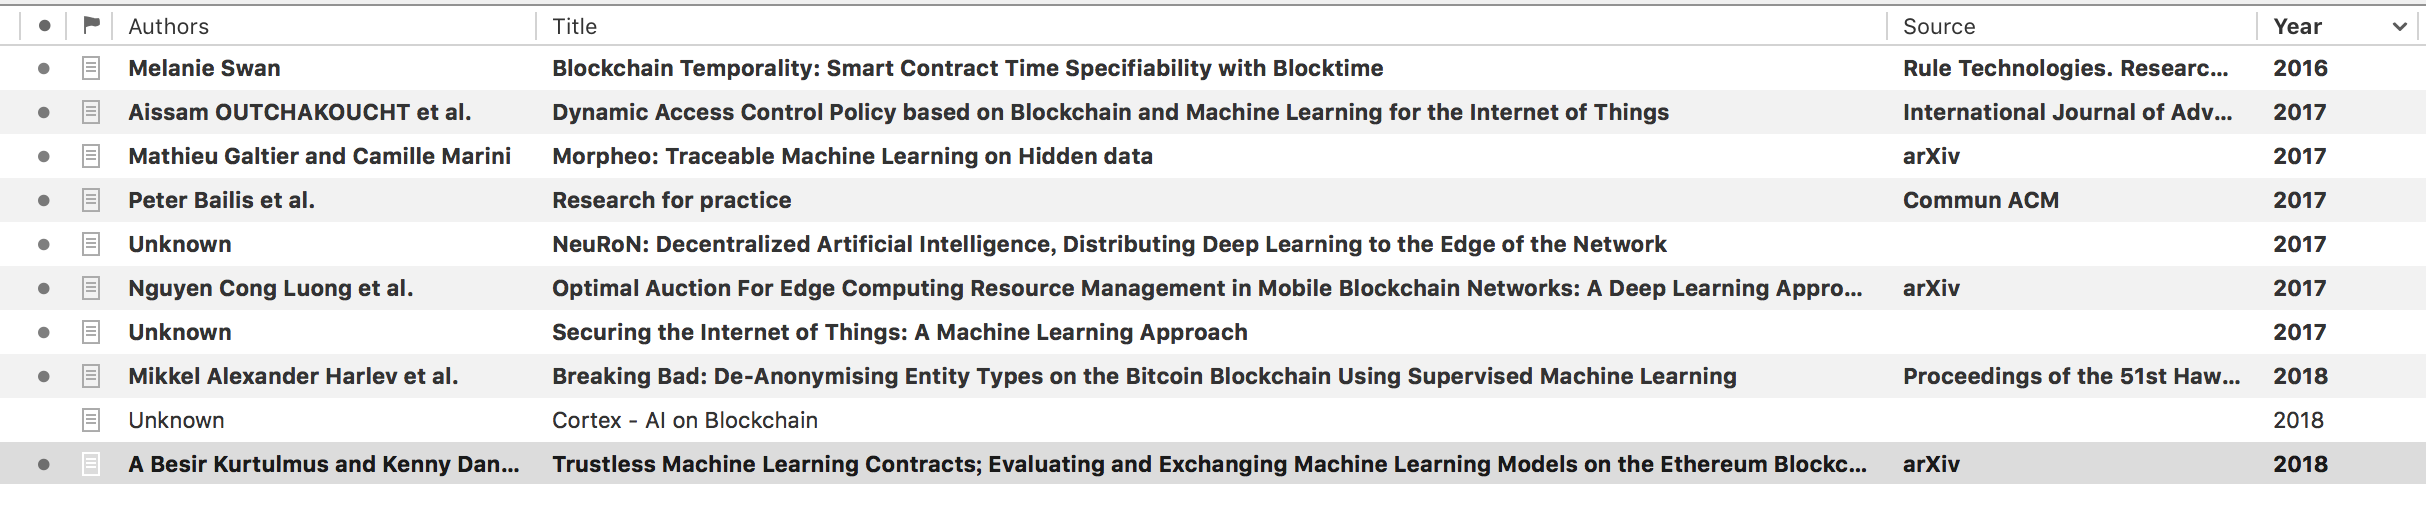 Authors Title Source Year
Melanie Swan Blockchain Temporality: Smart Contract Time Specifiability with Blocktime Rule Technologies. Researc... 2016
Aissam OUTCHAKOUCHT et al. Dynamic Access Control Policy based on Blockchain and Machine Learning for the Internet of Things International Journal of Adv... 2017
Mathieu Galtier and Camille Marini Morpheo: Traceable Machine Learning on Hidden data arXiv 2017
Peter Bailis et al. Research for practice Commun ACM 2017
Unknown NeuRoN: Decentralized Artificial Intelligence, Distributing Deep Learning to the Edge of the Network 2017
Nguyen Cong Luong et al. Optimal Auction For Edge Computing Resource Management in Mobile Blockchain Networks: A Deep Learning Appro... arXiv 2017
Unknown Securing the Internet of Things: A Machine Learning Approach 2017
Mikkel Alexander Harlev et al. Breaking Bad: De-Anonymising Entity Types on the Bitcoin Blockchain Using Supervised Machine Learning Proceedings of the 51st Haw... 2018
Unknown Cortex - AI on Blockchain 2018
A Besir Kurtulmus and Kenny Dan... Trustless Machine Learning Contracts; Evaluating and Exchanging Machine Learning Models on the Ethereum Blockc... arXiv 2018